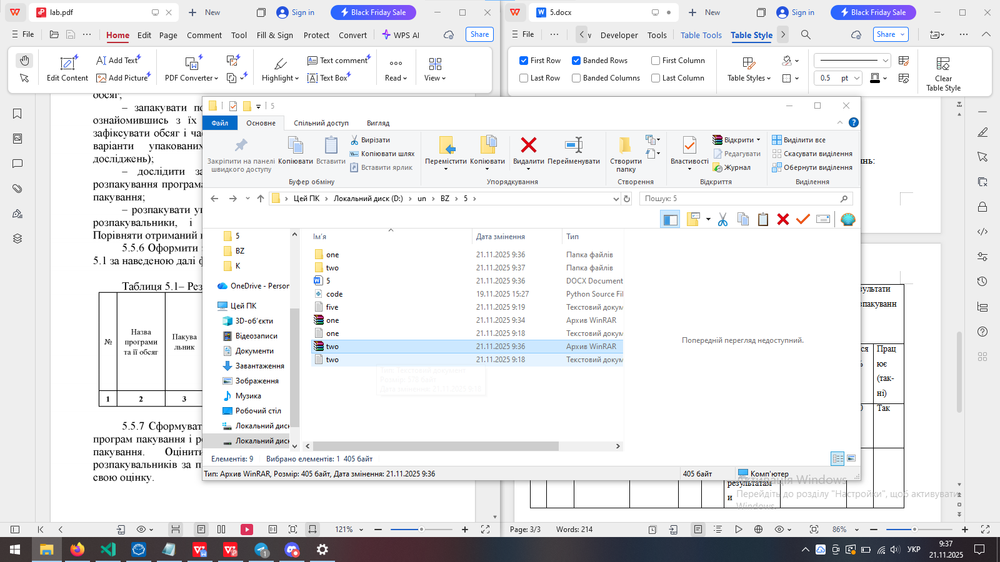 lab.pdf
New
Sign in
Black Friday Sale
5.docx
New
Sign in
Black Friday Sale
File
Home
Edit
Page
Comment
Tool
Fill & Sign
Protect
Convert
WPS AI
Share
File
Developer
Tools
Table Tools
Table Style
Share
Edit Content
Add Text
Add Picture
PDF Converter
Highlight
Text comment
Text Box
Read
View
First Row
Banded Rows
First Column
Last Row
Banded Columns
Last Column
Table Styles
0.5 pt
Clear
Table Style
обсяг;
– запакувати по
ознайомившись з їх
зафіксувати обсяг і час
варіанти упакованих
досліджень);
– дослідити за
розпакування програма
пакування;
– розпакувати уп
розпакувальники, і
Порівняти отриманий
5.5.6 Оформити
5.1 за наведеною далі ф
Таблиця 5.1– Рез
№
Назва
програми
та її обсяг
Пакува
льник
1 2 3
5.5.7 Сформуват
програм пакування і р
пакування. Оцінити
розпакувальників за п
свою оцінку.
5
Файл
Основне
Спільний доступ
Вигляд
Закріпити на панелі
швидкого доступу
Копіювати
Вставити
Вирізати
Копіювати шлях
Вставити ярлик
Буфер обміну
Перемістити
Копіювати
Видалити
Перейменувати
Упорядкування
Створити
папку
Створення
Властивості
Відкрити
Редагувати
Журнал
Відкриття
Виділити все
Скасувати виділення
Обернути виділення
Виділення
Цей ПК
Локальний диск (D:)
un
BZ
5
Пошук: 5
5
BZ
K
OneDrive - Person
Цей ПК
3D-об'єкти
Відеозаписи
Документи
Завантаження
Зображення
Музика
Робочий стіл
Локальний диск
Локальний диск
Ім'я
Дата змінення
Тип
one 21.11.2025 9:36 Папка файлів
two 21.11.2025 9:37 Папка файлів
5 21.11.2025 9:36 DOCX Document
code 19.11.2025 15:27 Python Source Fil
five 21.11.2025 9:19 Текстовий докум
one 21.11.2025 9:34 Архив WinRAR
one 21.11.2025 9:18 Текстовий докум
two 21.11.2025 9:36 Архив WinRAR
two 21.11.2025 9:18 Текстовий докум
Тип: Текстовий документ
Розмір: 578 байт
Дата змінення: 21.11.2025 9:18
Попередній перегляд недоступний.
Елементів: 9
Вибрано елементів: 1 405 байт
Тип: Архив WinRAR, Розмір: 405 байт, Дата змінення: 21.11.2025 9:36
405 байт
Комп'ютер
инь:
зультати
зпакуванн
ся
%
Прац
ює
(так-
ні)
0
Так
результатам
и
Активація Windows
Перейдіть до розділу "Настройки", щоб активувати
Windows.
121%
Page: 3/3
Words: 214
86%
1
УКР
9:37
21.11.2025